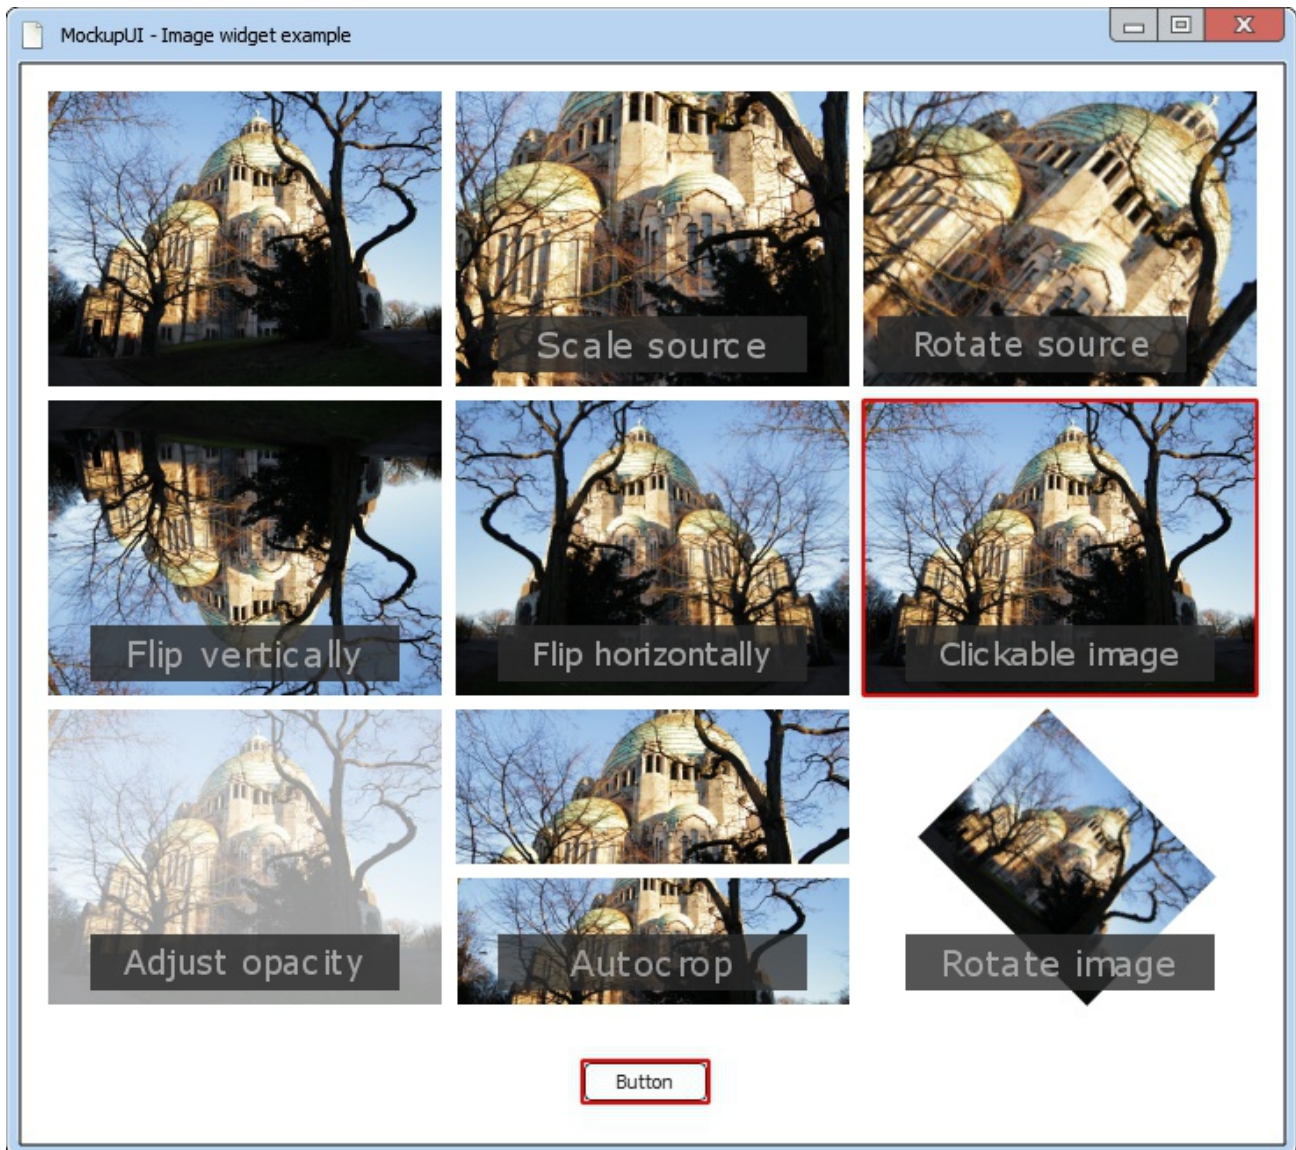 MockupUI - Image widget example
Scale source
Rotate source
Flip vertically
Flip horizontally
Clickable image
Adjust opacity
Autocrop
Rotate image
Button